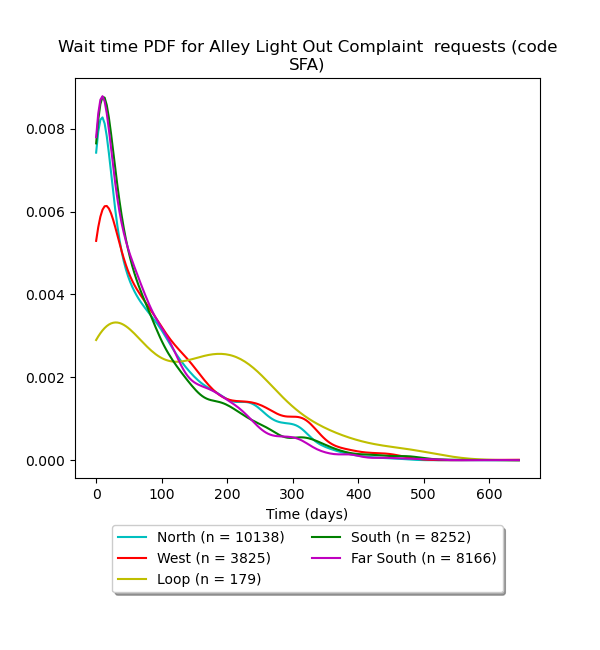 Wait time PDF for Alley Light Out Complaint  requests (code
SFA)
0.008
0.006
0.004
0.002
0.000
0 100 200 300 400 500 600
Time (days)
North (n = 10138)
West (n = 3825)
Loop (n = 179)
South (n = 8252)
Far South (n = 8166)